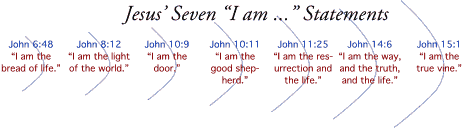 Jesus’ Seven “I am ...” Statements
John 6:48
“I am the
bread of life.”
John 8:12
“I am the light
of the world.”
John 10:9
“I am the
door.”
John 10:11
“I am the
good shep-
herd.”
John 11:25
“I am the res-
urrection and
the life.”
John 14:6
“I am the way,
and the truth,
and the life.”
John 15:1
“I am the
true vine.”